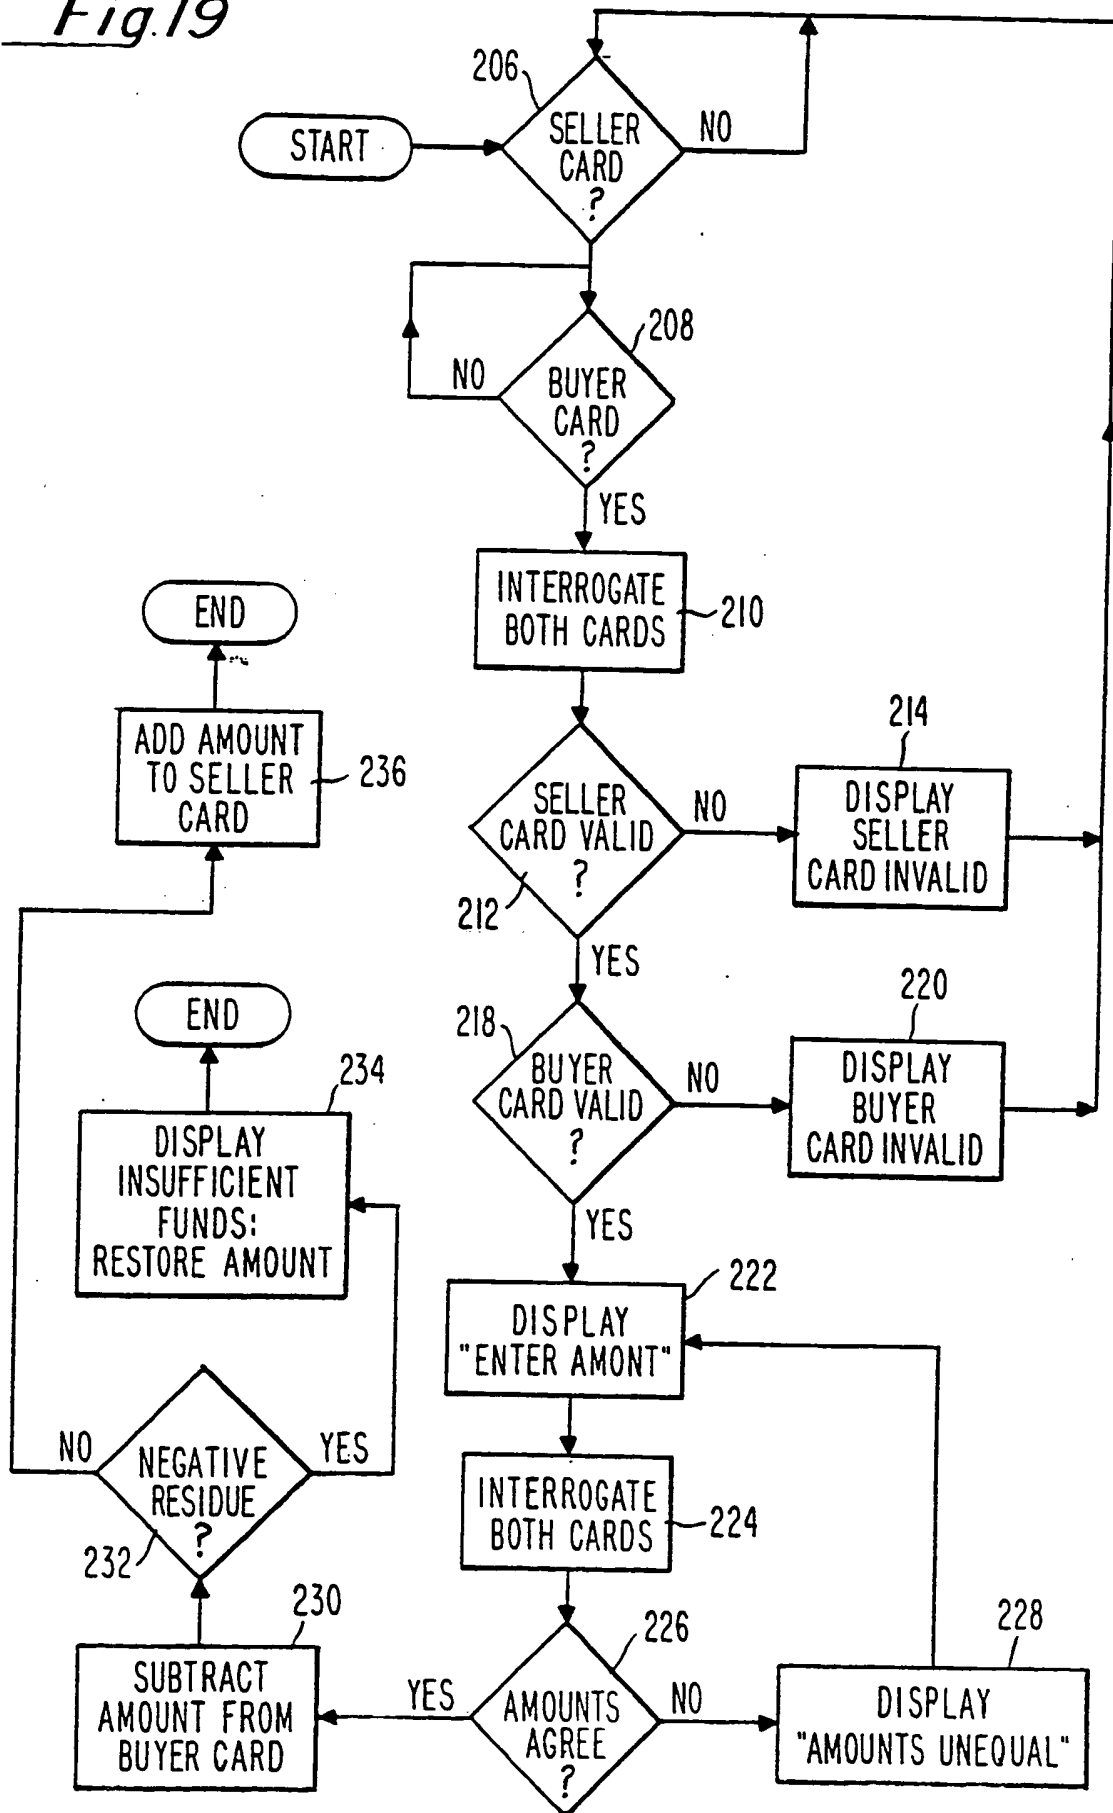 Fig.19
206
START
SELLER
CARD
?
NO
208
NO
BUYER
CARD
?
YES
INTERROGATE
BOTH CARDS
210
END
ADD AMOUNT
TO SELLER
CARD
236
SELLER
CARD VALID
?
212
NO
214
DISPLAY
SELLER
CARD INVALID
YES
218
BUYER
CARD VALID
?
NO
220
DISPLAY
BUYER
CARD INVALID
END
234
DISPLAY
INSUFFICIENT
FUNDS:
RESTORE AMOUNT
YES
222
DISPLAY
"ENTER AMONT"
NO
NEGATIVE
RESIDUE
?
YES
232
INTERROGATE
BOTH CARDS
224
230
SUBTRACT
AMOUNT FROM
BUYER CARD
YES
226
AMOUNTS
AGREE
?
NO
228
DISPLAY
"AMOUNTS UNEQUAL"